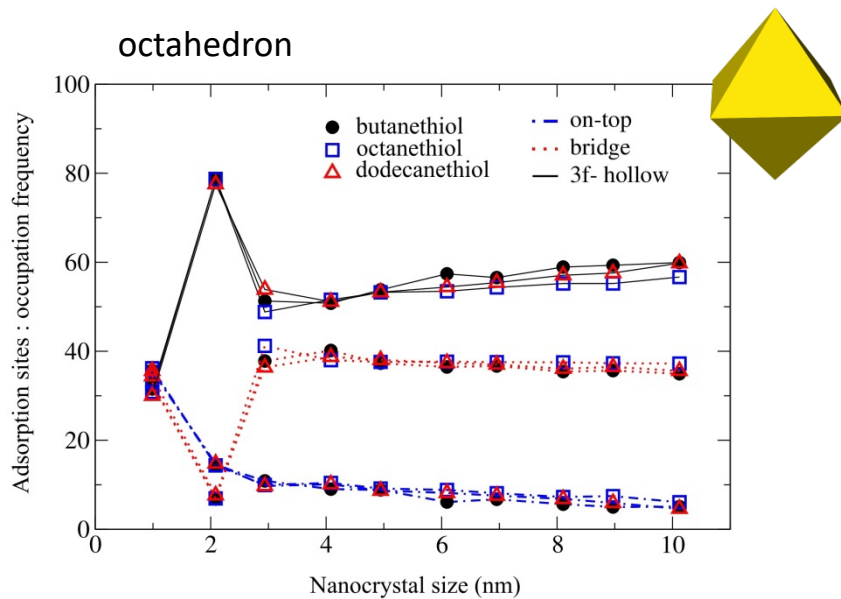 octahedron
Adsorption sites : occupation frequency
100
80
60
40
20
0
butanethiol
octanethiol
dodecanethiol
on-top
bridge
3f- hollow
0 2 4 6 8 10
Nanocrystal size (nm)